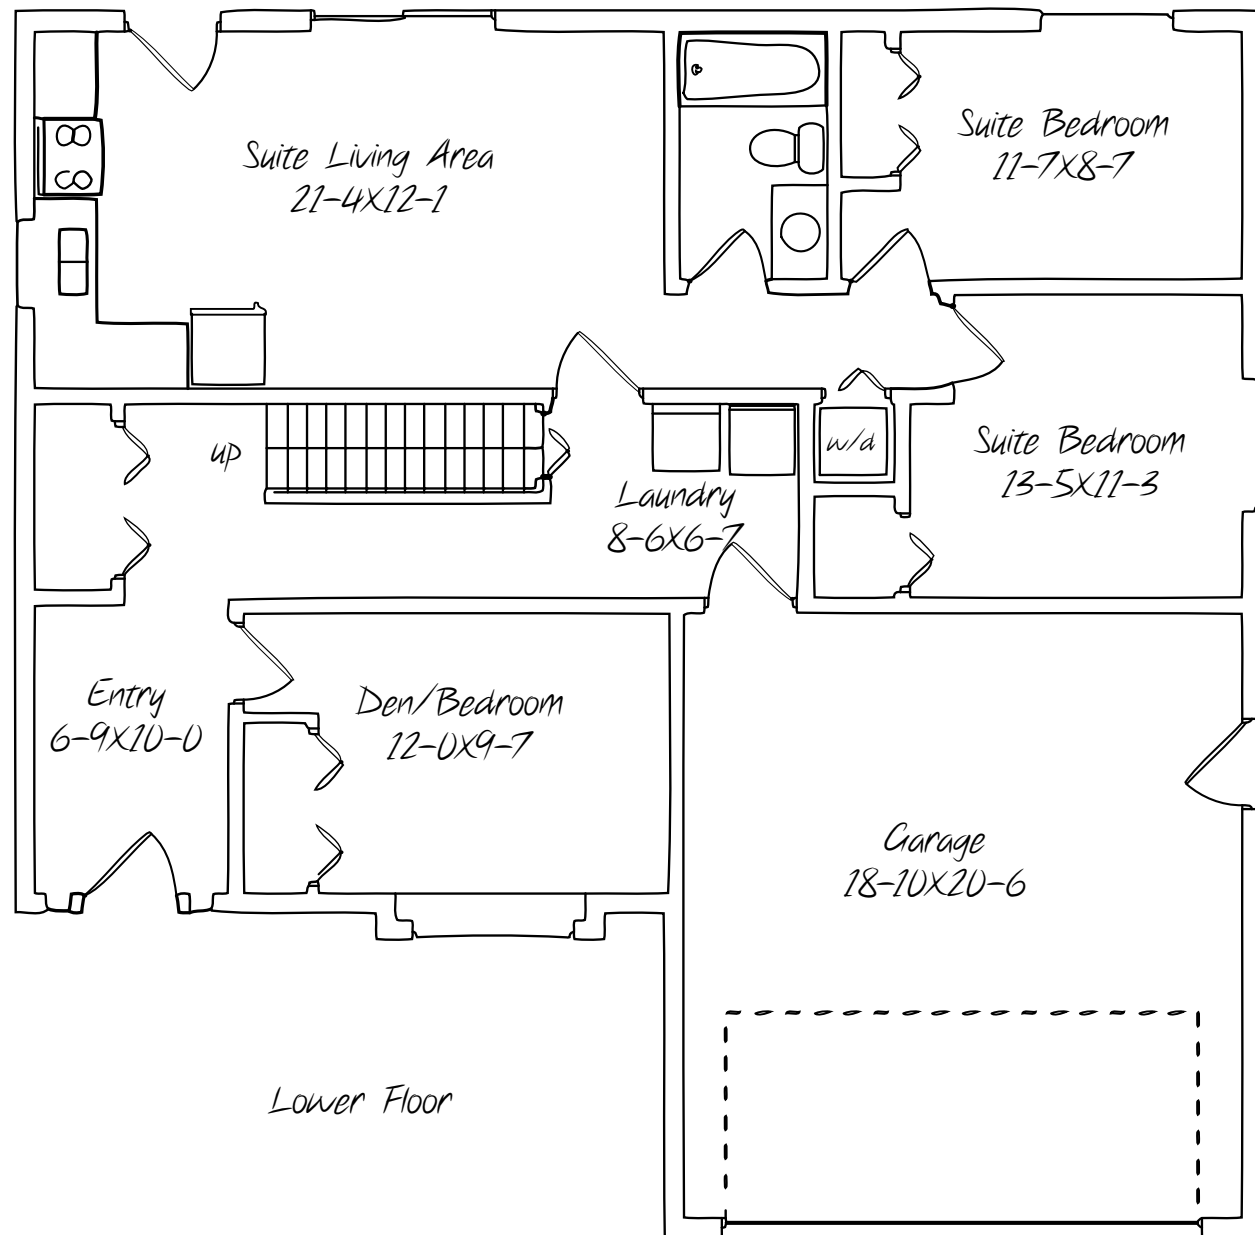 Suite Living Area
21-4X12-1
Suite Bedroom
11-7X8-7
up
w/d
Suite Bedroom
13-5X11-3
Laundry
8-6X6-7
Entry
6-9X10-0
Den/Bedroom
12-0X9-7
Garage
18-10X20-6
Lower Floor